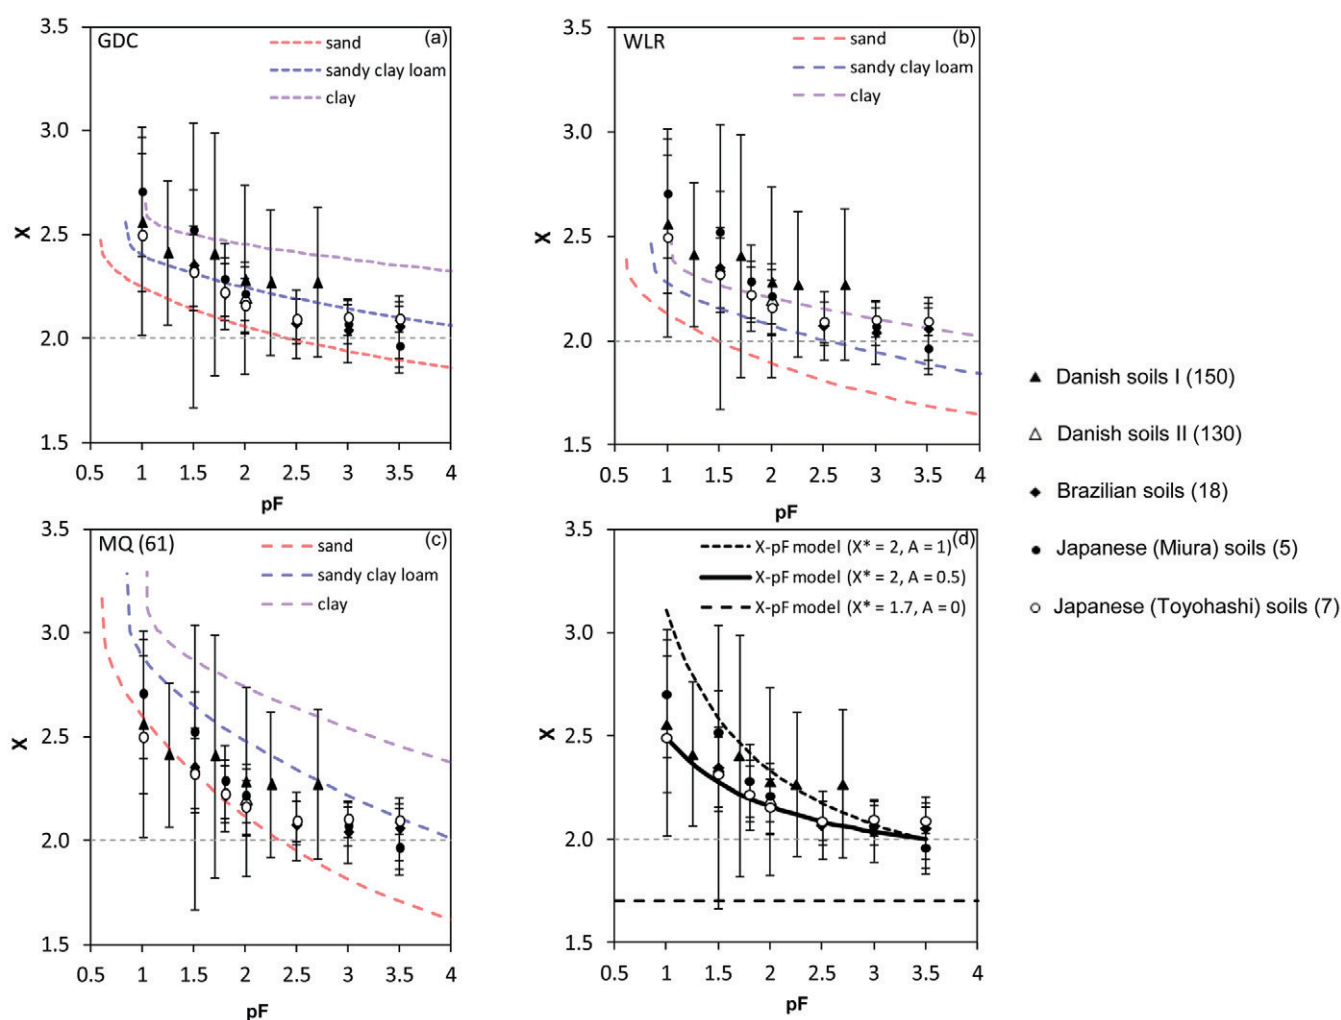 GDC
(a)
sand
sandy clay loam
clay
3.5
3.0
2.5
2.0
1.5
X
0.5 1 1.5 2 2.5 3 3.5 4
pF
WLR
(b)
sand
sandy clay loam
clay
3.5
3.0
2.5
2.0
1.5
X
0.5 1 1.5 2 2.5 3 3.5 4
pF
MQ (61)
(c)
sand
sandy clay loam
clay
3.5
3.0
2.5
2.0
1.5
X
0.5 1 1.5 2 2.5 3 3.5 4
pF
(d)
X-pF model (X* = 2, A = 1)
X-pF model (X* = 2, A = 0.5)
X-pF model (X* = 1.7, A = 0)
3.5
3.0
2.5
2.0
1.5
X
0.5 1 1.5 2 2.5 3 3.5 4
pF
Danish soils I (150)
Danish soils II (130)
Brazilian soils (18)
Japanese (Miura) soils (5)
Japanese (Toyohashi) soils (7)